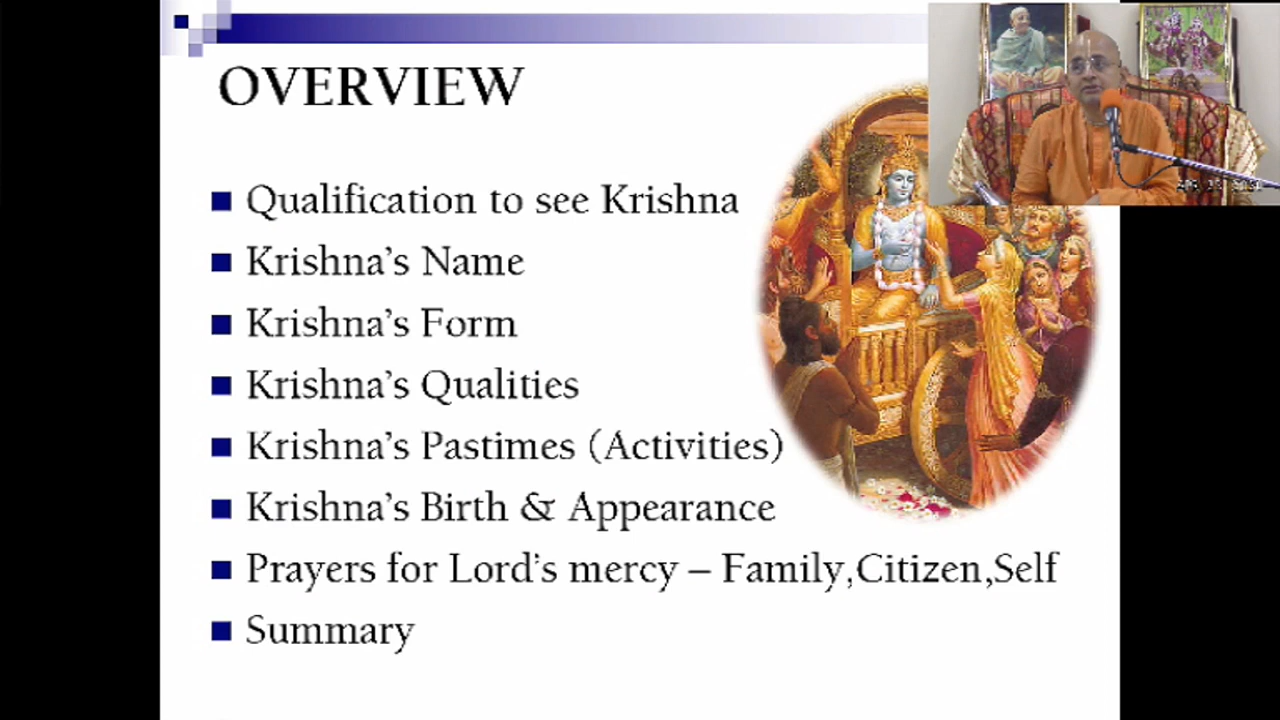 OVERVIEW
Qualification to see Krishna
Krishna's Name
Krishna's Form
Krishna's Qualities
Krishna's Pastimes (Activities)
Krishna's Birth & Appearance
Prayers for Lord's mercy – Family,Citizen,Self
Summary